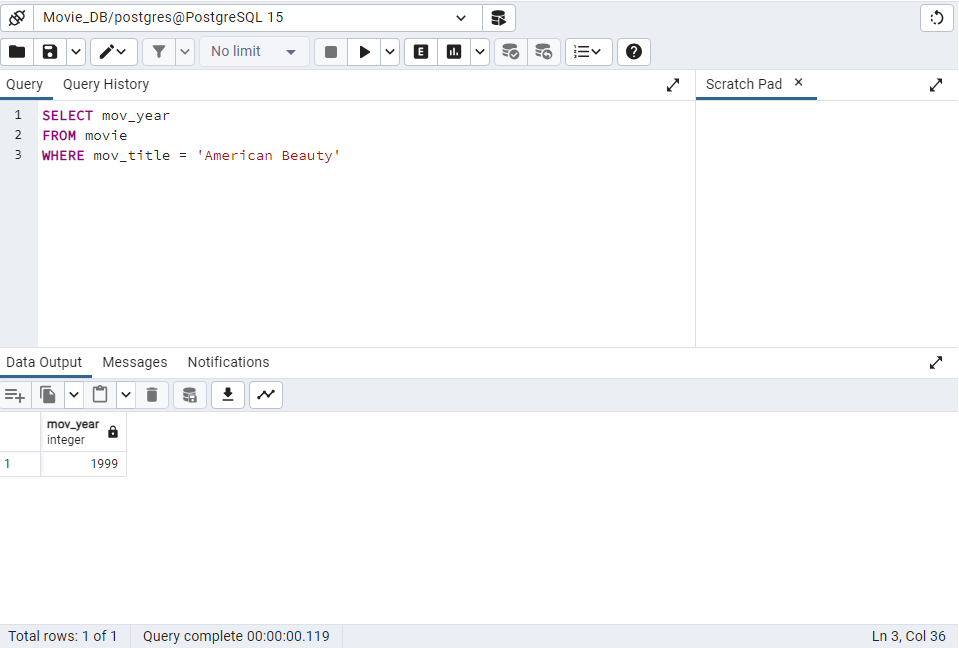 Movie_DB/postgres@PostgreSQL 15
No limit
E
Query Query History
Scratch Pad
1 SELECT mov_year
2 FROM movie
3 WHERE mov_title = 'American Beauty'
Data Output Messages Notifications
mov_year
integer
1 1999
Total rows: 1 of 1 Query complete 00:00:00.119 Ln 3, Col 36